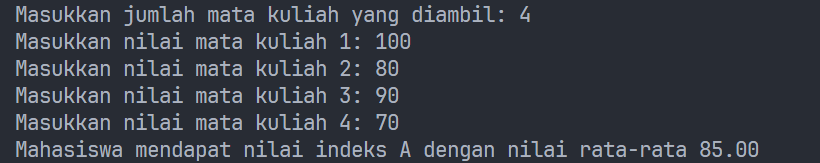 Masukkan jumlah mata kuliah yang diambil: 4
Masukkan nilai mata kuliah 1: 100
Masukkan nilai mata kuliah 2: 80
Masukkan nilai mata kuliah 3: 90
Masukkan nilai mata kuliah 4: 70
Mahasiswa mendapat nilai indeks A dengan nilai rata-rata 85.00